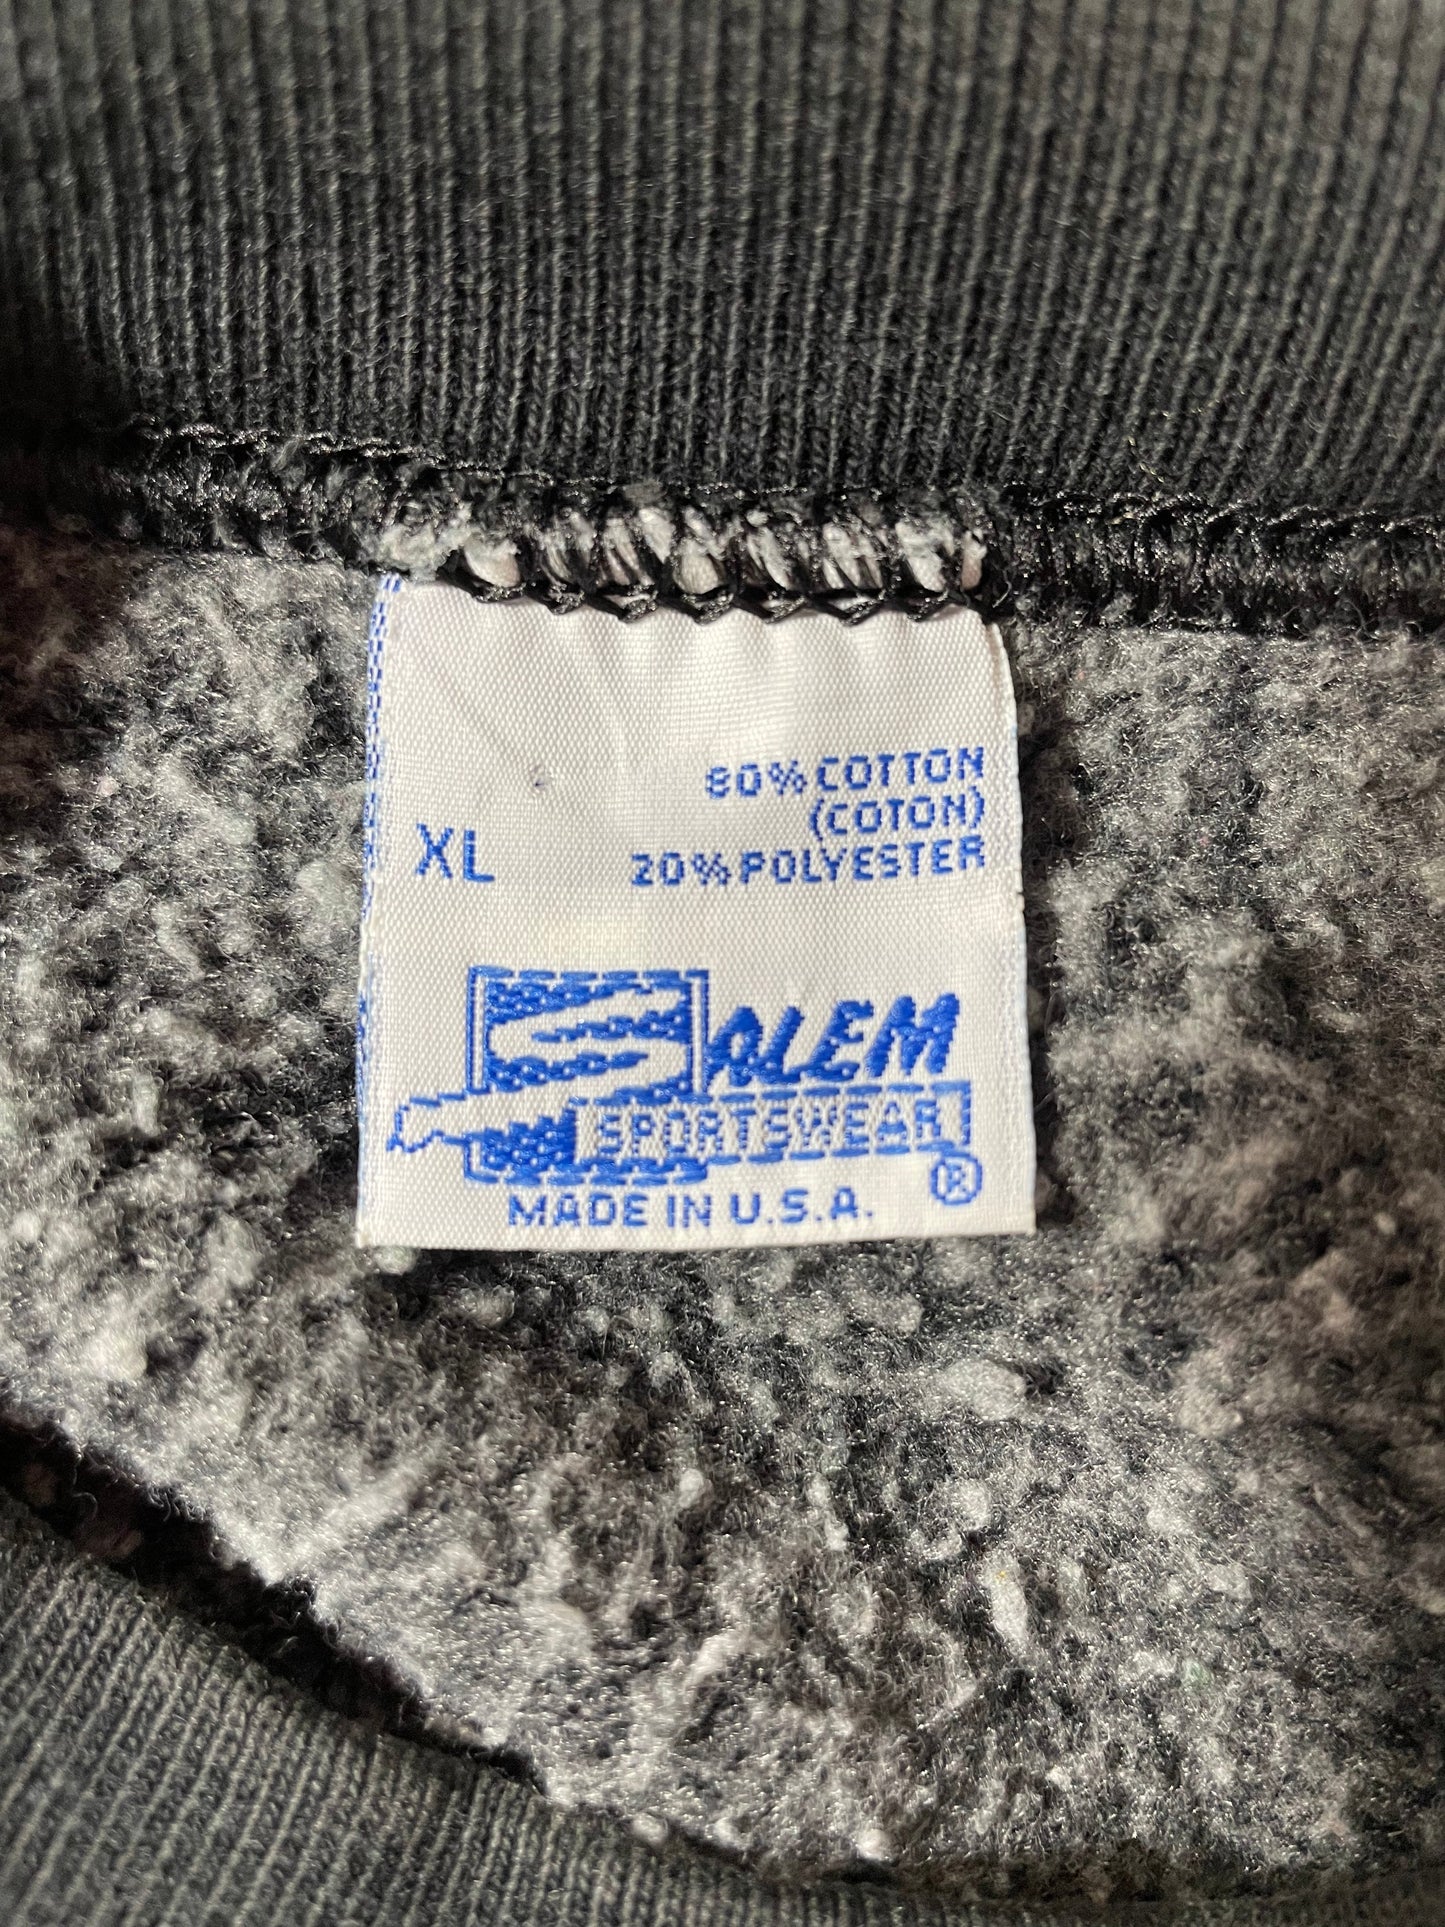 80% COTTON
(COTON)
XL 20% POLYESTER
SALEM
SPORTSWEAR
®
MADE IN U.S.A.